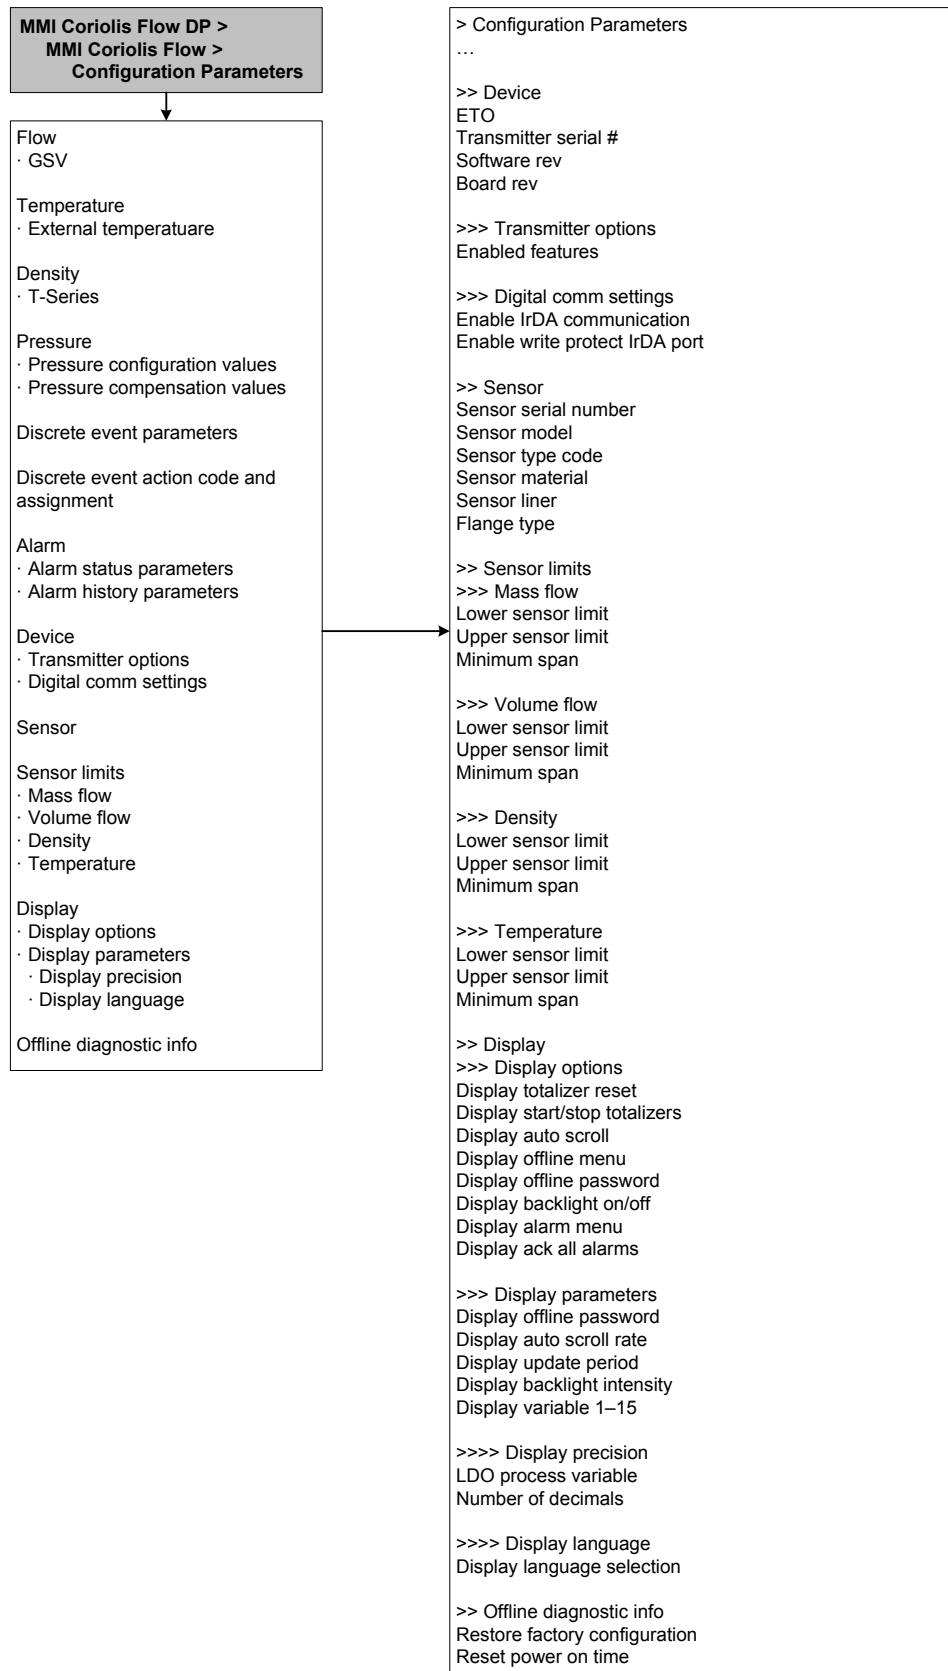 MMI Coriolis Flow DP >
MMI Coriolis Flow >
Configuration Parameters
Flow
· GSV
Temperature
· External temperatuare
Density
· T-Series
Pressure
· Pressure configuration values
· Pressure compensation values
Discrete event parameters
Discrete event action code and
assignment
Alarm
· Alarm status parameters
· Alarm history parameters
Device
· Transmitter options
· Digital comm settings
Sensor
Sensor limits
· Mass flow
· Volume flow
· Density
· Temperature
Display
· Display options
· Display parameters
· Display precision
· Display language
Offline diagnostic info
> Configuration Parameters
…
>> Device
ETO
Transmitter serial #
Software rev
Board rev
>>> Transmitter options
Enabled features
>>> Digital comm settings
Enable IrDA communication
Enable write protect IrDA port
>> Sensor
Sensor serial number
Sensor model
Sensor type code
Sensor material
Sensor liner
Flange type
>> Sensor limits
>>> Mass flow
Lower sensor limit
Upper sensor limit
Minimum span
>>> Volume flow
Lower sensor limit
Upper sensor limit
Minimum span
>>> Density
Lower sensor limit
Upper sensor limit
Minimum span
>>> Temperature
Lower sensor limit
Upper sensor limit
Minimum span
>> Display
>>> Display options
Display totalizer reset
Display start/stop totalizers
Display auto scroll
Display offline menu
Display offline password
Display backlight on/off
Display alarm menu
Display ack all alarms
>>> Display parameters
Display offline password
Display auto scroll rate
Display update period
Display backlight intensity
Display variable 1–15
>>>> Display precision
LDO process variable
Number of decimals
>>>> Display language
Display language selection
>> Offline diagnostic info
Restore factory configuration
Reset power on time